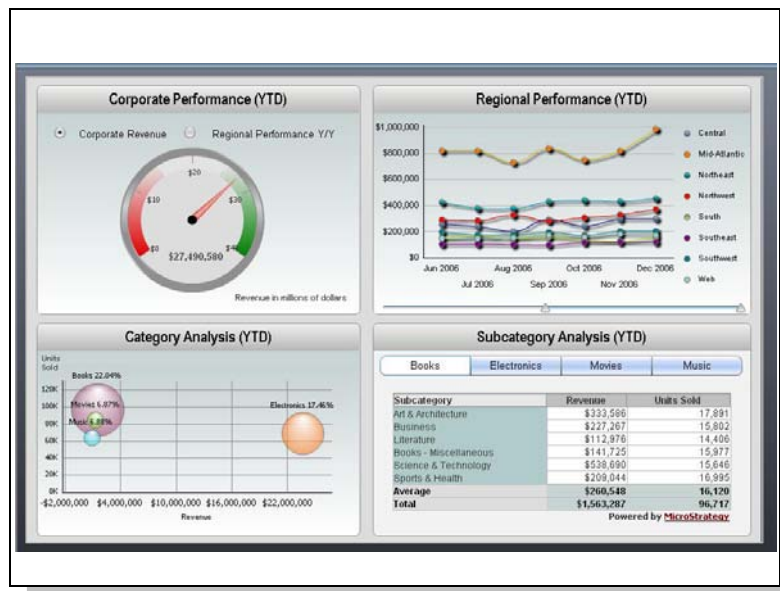 Corporate Performance (YTD)
Corporate Revenue Regional Performance Y/Y
$20
$10 $30
$0 $40
$27,490,580
Revenue in millions of dollars
Regional Performance (YTD)
$1,000,000
$800,000
$600,000
$400,000
$200,000
$0
Jun 2006 Aug 2006 Oct 2006 Dec 2006
Jul 2006 Sep 2006 Nov 2006
Central
Mid-Atlantic
Northeast
Northwest
South
Southeast
Southwest
Web
Category Analysis (YTD)
Units
Sold
Books 22.04%
120K
100K
80K
60K
40K
20K
0K
Movies 6.07%
Electronics 17.46%
-$2,000,000 $4,000,000 $10,000,000 $16,000,000 $22,000,000
Revenue
Subcategory Analysis (YTD)
Books Electronics Movies Music
Subcategory Revenue Units Sold
Art & Architecture $333,586 17,891
Business $227,267 15,802
Literature $112,976 14,406
Books - Miscellaneous $141,725 15,977
Science & Technology $538,690 15,646
Sports & Health $209,044 16,995
Average $260,548 16,120
Total $1,563,287 96,717
Powered by MicroStrategy